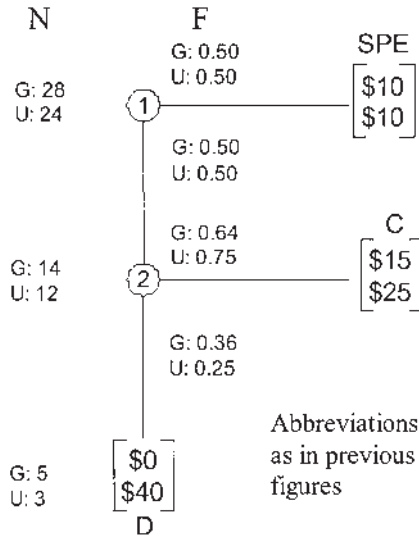 N F
G: 0.50
U: 0.50
SPE
G: 28
U: 24
1
$10
$10
G: 0.50
U: 0.50
G: 0.64
U: 0.75
C
G: 14
U: 12
2
$15
$25
G: 0.36
U: 0.25
Abbreviations
as in previous
figures
G: 5
U: 3
$0
$40
D